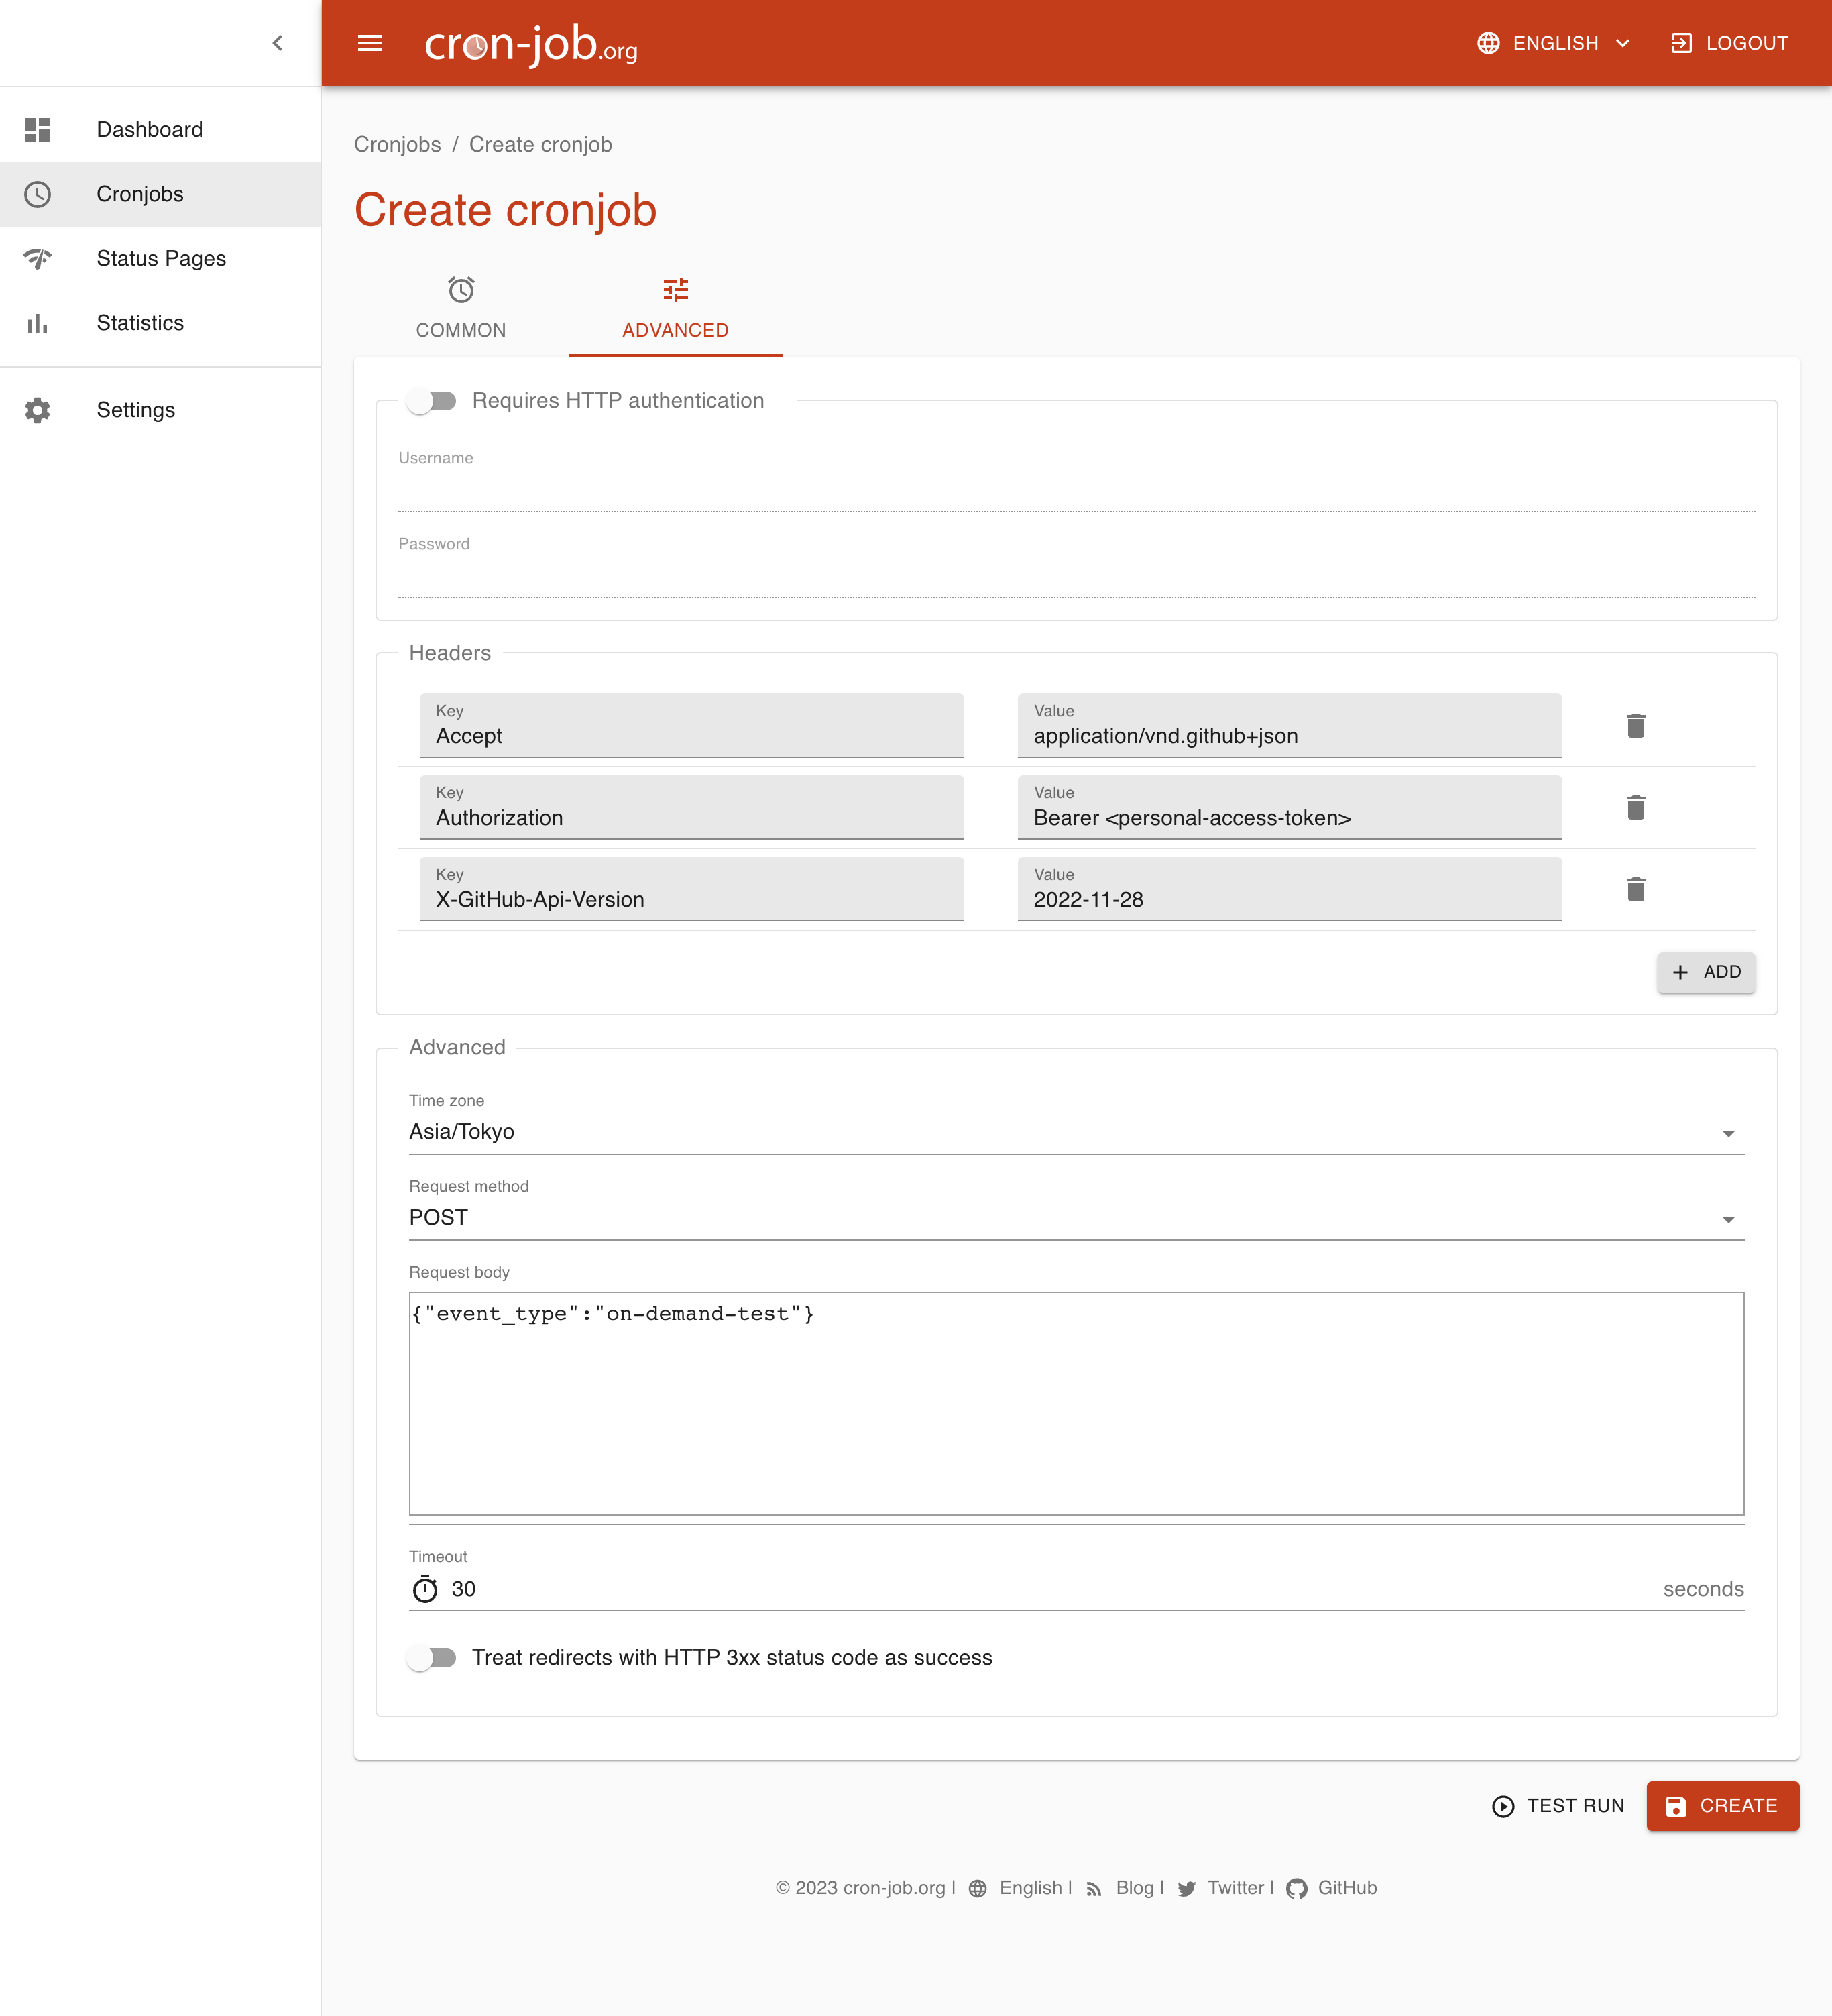 cron-job.org
ENGLISH
LOGOUT
Dashboard
Cronjobs
Status Pages
Statistics
Settings
Cronjobs / Create cronjob
Create cronjob
COMMON
ADVANCED
Requires HTTP authentication
Username
Password
Headers
Key
Accept
Value
application/vnd.github+json
Key
Authorization
Value
Bearer <personal-access-token>
Key
X-GitHub-Api-Version
Value
2022-11-28
ADD
Advanced
Time zone
Asia/Tokyo
Request method
POST
Request body
{"event_type":"on-demand-test"}
Timeout
30 seconds
Treat redirects with HTTP 3xx status code as success
TEST RUN
CREATE
© 2023 cron-job.org | English | Blog | Twitter | GitHub